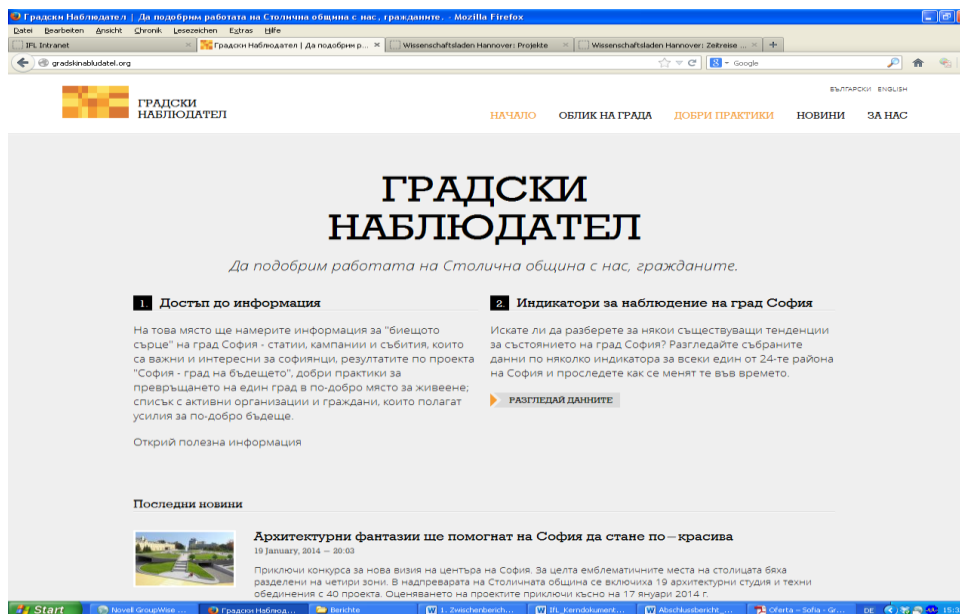 Градски Наблюдател | Да подобрим работата на Столична община с нас, гражданите. - Mozilla Firefox
Datei Bearbeiten Ansicht Chronik Lesezeichen Extras Hilfe
IFL Intranet
Градски Наблюдател | Да подобрим р...
Wissenschaftsladen Hannover: Projekte
Wissenschaftsladen Hannover: Zeitreise ...
gradskinabludatel.org
Google
БЪЛГАРСКИ ENGLISH
ГРАДСКИ
НАБЛЮДАТЕЛ
НАЧАЛО ОБЛИК НА ГРАДА ДОБРИ ПРАКТИКИ НОВИНИ ЗА НАС
ГРАДСКИ
НАБЛЮДАТЕЛ
Да подобрим работата на Столична община с нас, гражданите.
1. Достъп до информация
На това място ще намерите информация за "биещото
сърце" на град София - статии, кампании и събития, които
са важни и интересни за софиянци, резултатите по проекта
"София - град на бъдещето", добри практики за
превръщането на един град в по-добро място за живеене;
списък с активни организации и граждани, които полагат
усилия за по-добро бъдеще.
Открий полезна информация
2. Индикатори за наблюдение на град София
Искате ли да разберете за някои съществуващи тенденции
за състоянието на град София? Разгледайте събраните
данни по няколко индикатора за всеки един от 24-те района
на София и проследете как се менят те във времето.
РАЗГЛЕДАЙ ДАННИТЕ
Последни новини
Архитектурни фантазии ще помогнат на София да стане по—красива
19 January, 2014 — 20:03
Приключи конкурса за нова визия на центъра на София. За целта емблематичните места на столицата бяха
разделени на четири зони. В надпреварата на Столичната община се включиха 19 архитектурни студия и техни
обединения с 40 проекта. Оценяването на проектите приключи късно на 17 януари 2014 г.
Start
Novell GroupWise ...
Градски Наблюд...
Berichte
1. Zwischenberich...
IfL_Kerndokument...
Abschlussbericht_...
Oferta – Sofia - Gr...
DE